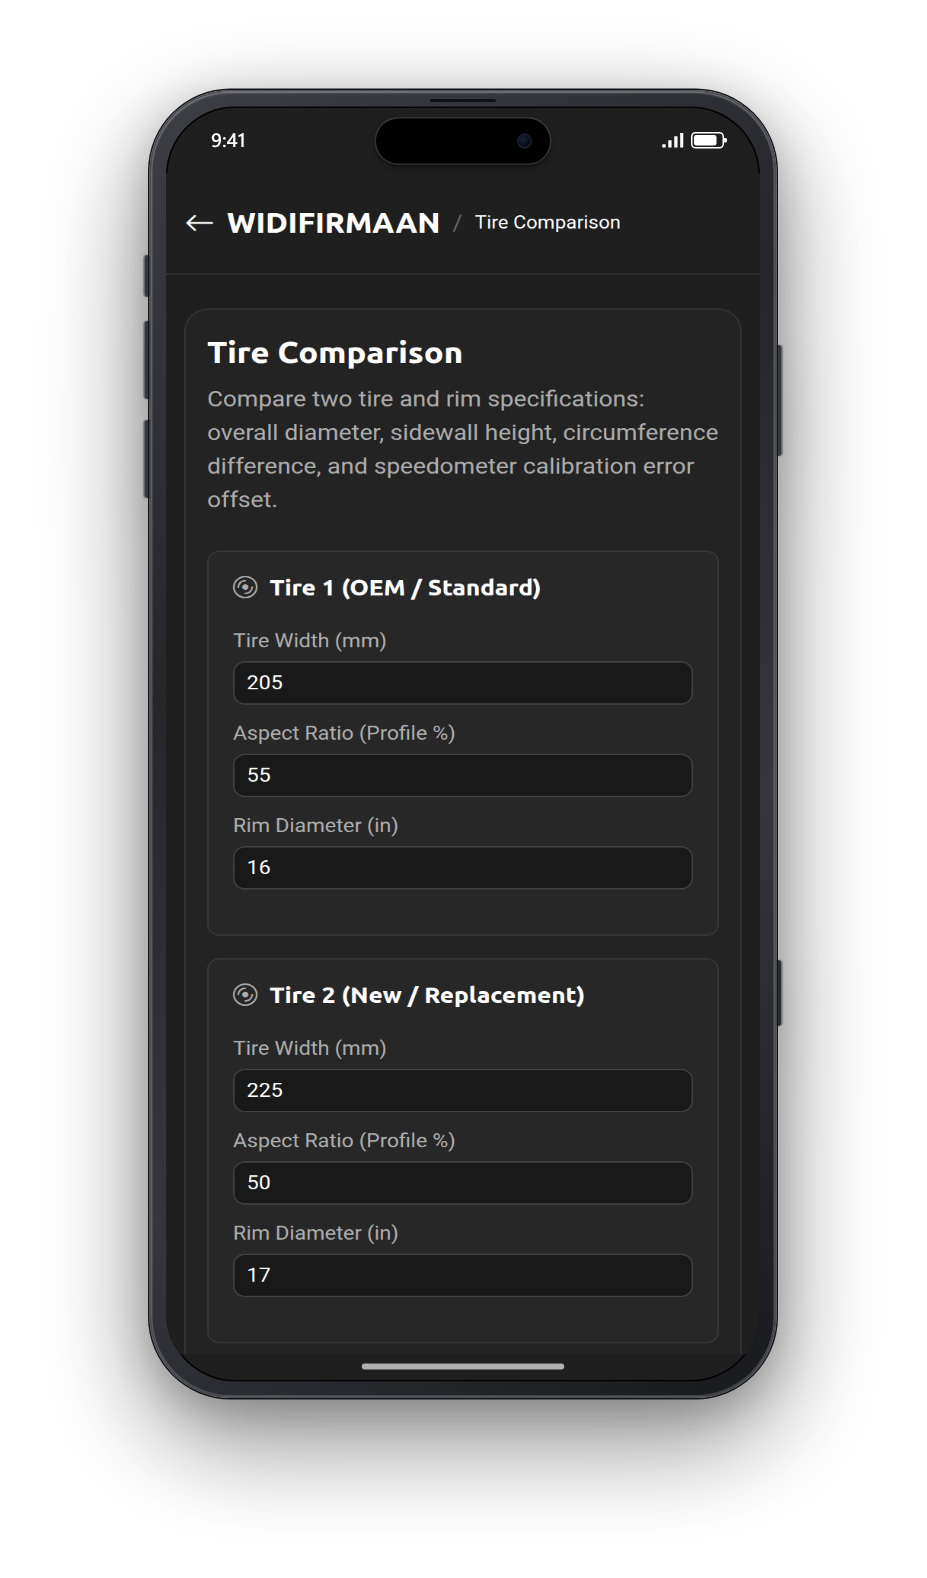 9:41
WIDIFIRMAAN / Tire Comparison
Tire Comparison
Compare two tire and rim specifications:
overall diameter, sidewall height, circumference
difference, and speedometer calibration error
offset.
Tire 1 (OEM / Standard)
Tire Width (mm)
205
Aspect Ratio (Profile %)
55
Rim Diameter (in)
16
Tire 2 (New / Replacement)
Tire Width (mm)
225
Aspect Ratio (Profile %)
50
Rim Diameter (in)
17